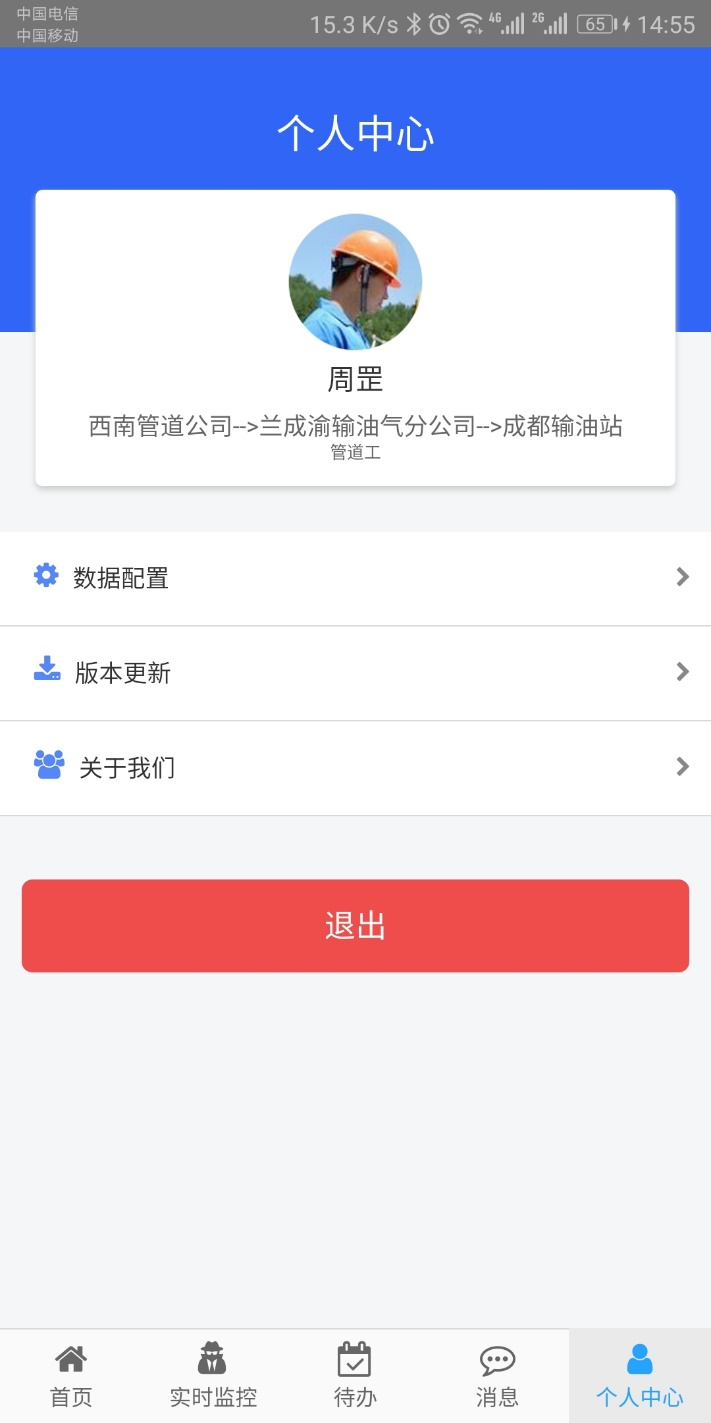 中国电信
中国移动
15.3 K/s 4G 2G 65 14:55
个人中心
周罡
西南管道公司-->兰成渝输油气分公司-->成都输油站
管道工
数据配置
版本更新
关于我们
退出
首页 实时监控 待办 消息 个人中心